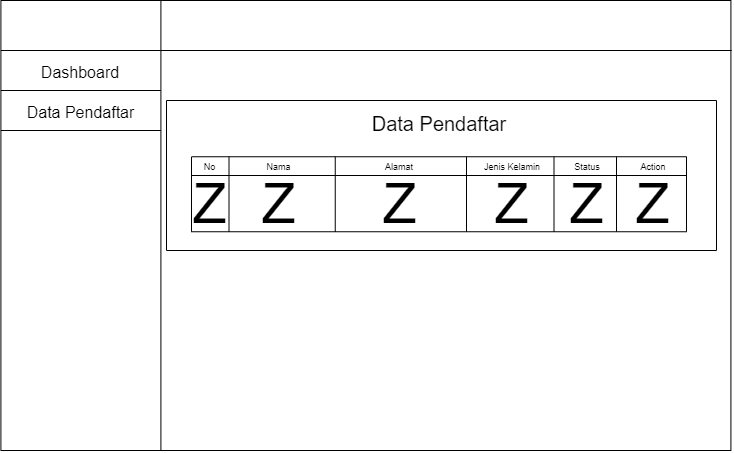 Dashboard
Data Pendaftar
Data Pendaftar
No Nama Alamat Jenis Kelamin Status Action
Z Z Z Z Z Z